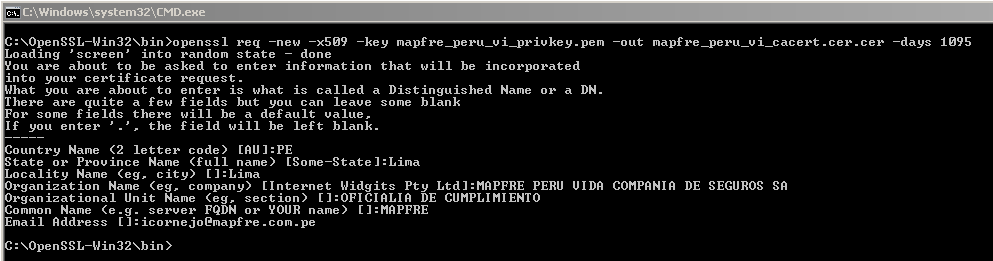 C:\Windows\system32\CMD.exe
C:\OpenSSL-Win32\bin>openssl req -new -x509 -key mapfre_peru_vi_privkey.pem -out mapfre_peru_vi_cacert.cer.cer -days 1095
Loading 'screen' into random state - done
You are about to be asked to enter information that will be incorporated
into your certificate request.
What you are about to enter is what is called a Distinguished Name or a DN.
There are quite a few fields but you can leave some blank
For some fields there will be a default value,
If you enter '.', the field will be left blank.
-----
Country Name (2 letter code) [AU]:PE
State or Province Name (full name) [Some-State]:Lima
Locality Name (eg, city) []:Lima
Organization Name (eg, company) [Internet Widgits Pty Ltd]:MAPFRE PERU VIDA COMPANIA DE SEGUROS SA
Organizational Unit Name (eg, section) []:OFICIALIA DE CUMPLIMIENTO
Common Name (e.g. server FQDN or YOUR name) []:MAPFRE
Email Address []:icornejo@mapfre.com.pe
C:\OpenSSL-Win32\bin>